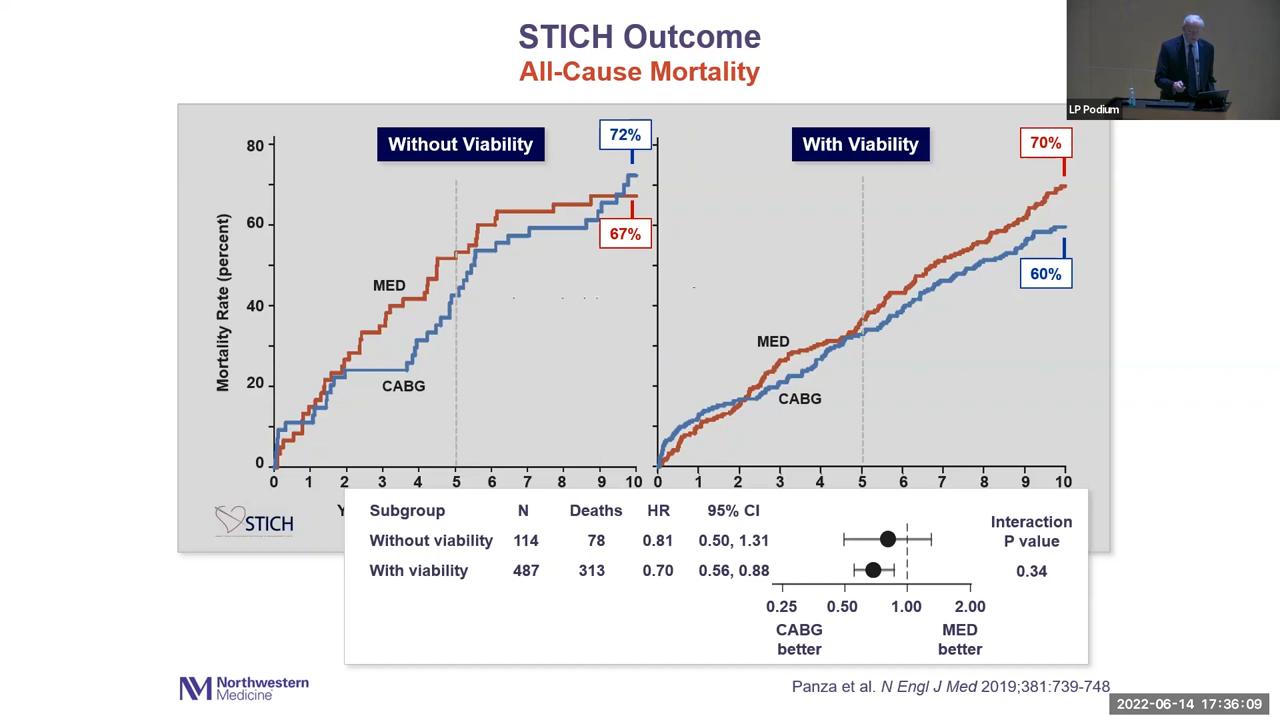 STICH Outcome
All-Cause Mortality
LP Podium
Without Viability
72%
With Viability
70%
80
60
40
20
0
Mortality Rate (percent)
67%
60%
MED
CABG
MED
CABG
0 1 2 3 4 5 6 7 8 9 10
0 1 2 3 4 5 6 7 8 9 10
STICH
Y
Subgroup N Deaths HR 95% CI
Interaction
P value
Without viability 114 78 0.81 0.50, 1.31
With viability 487 313 0.70 0.56, 0.88
0.34
0.25 0.50 1.00 2.00
CABG
better
MED
better
Northwestern
Medicine
Panza et al. N Engl J Med 2019;381:739-748
2022-06-14 17:36:09